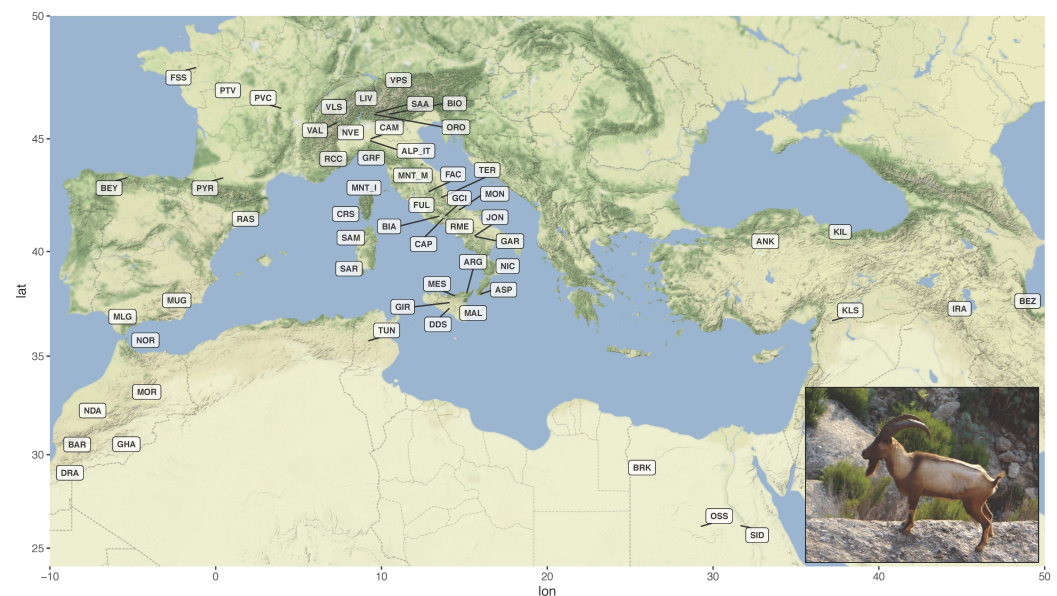 50
VPS
FSS
PTV
LIV
PVC
SAA
BIO
VLS
CAM
ORO
VAL
NVE
45
ALP_IT
RCC
GRF
TER
MNT_M
FAC
BEY
PYR
MNT_I
MON
GCI
FUL
CRS
JON
RAS
BIA
RME
KIL
SAM
CAP
GAR
ANK
40
ARG
NIC
SAR
MES
ASP
lat
MUG
BEZ
GIR
IRA
KLS
MAL
MLG
DDS
TUN
NOR
35
MOR
NDA
BAR
GHA
30
BRK
DRA
OSS
SID
25
−10
0
10
20
30
40
50
lon